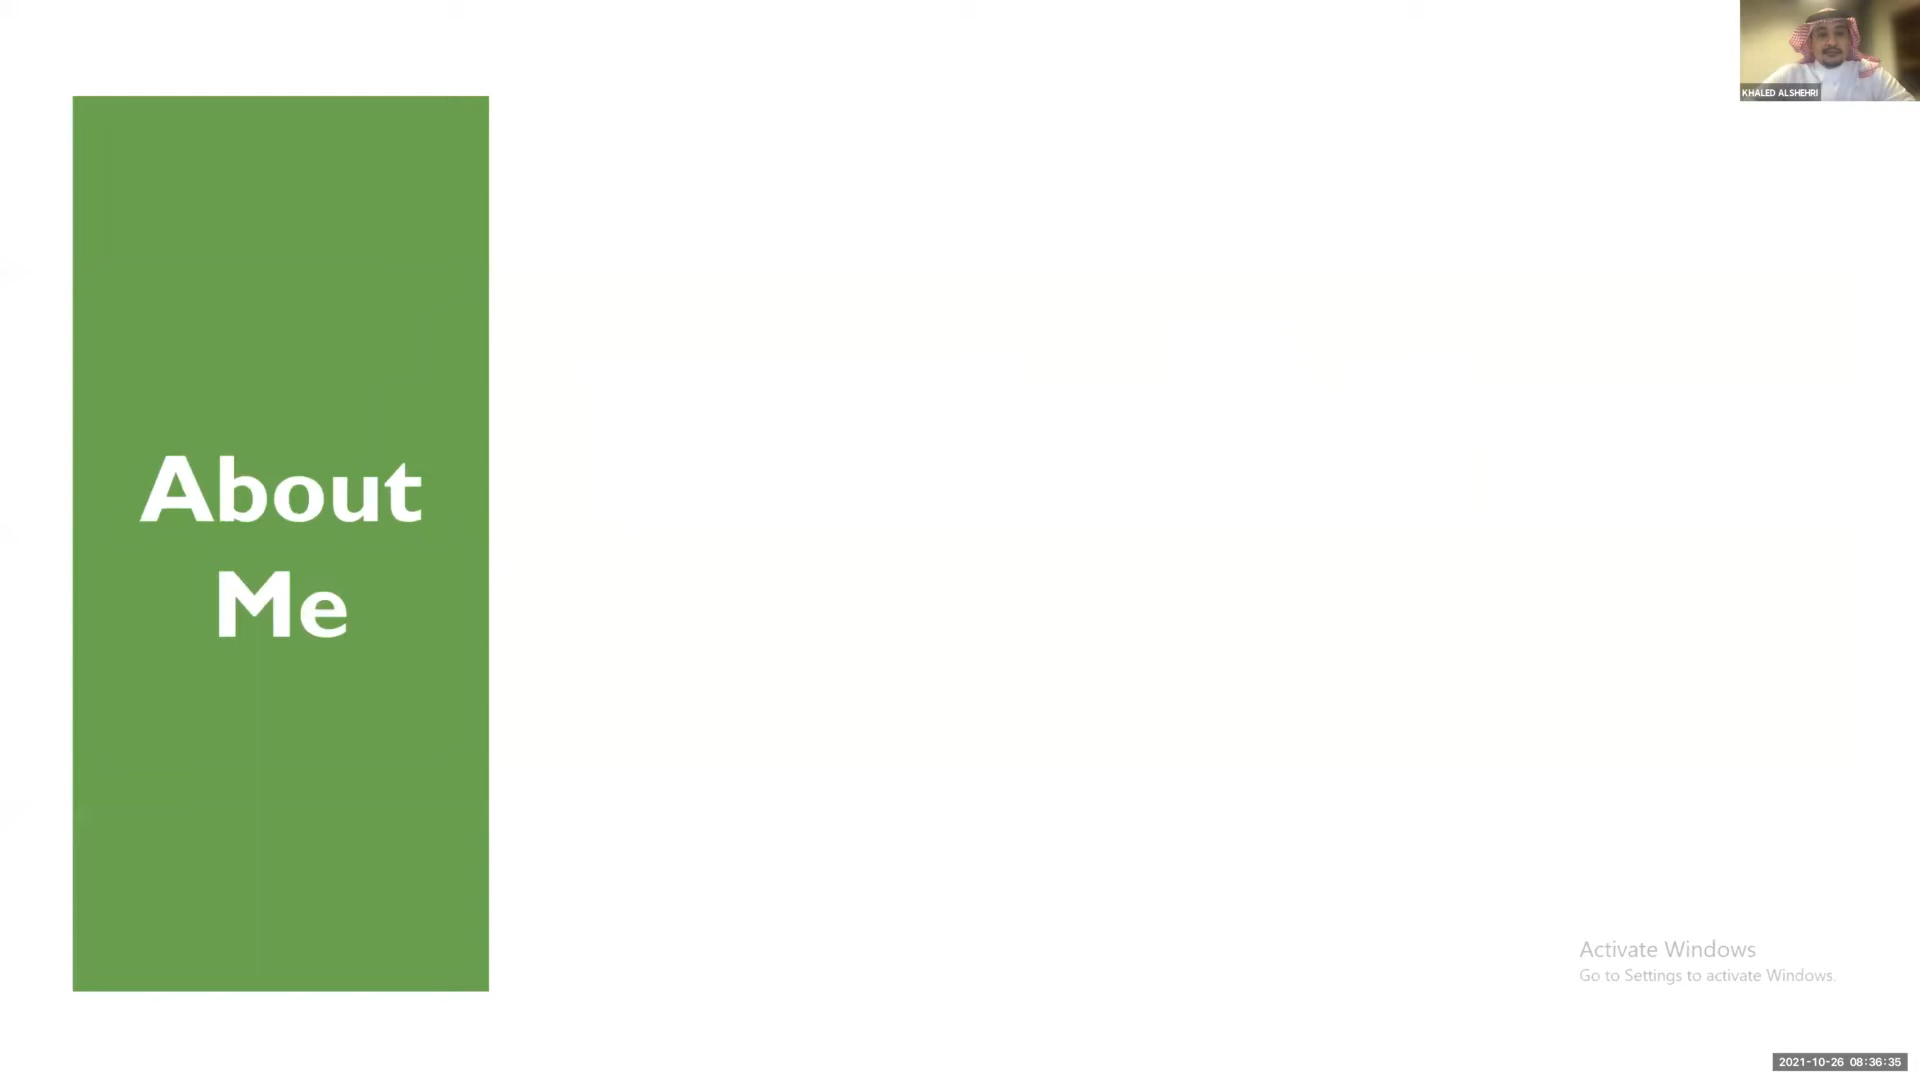 KHALED ALSHEHRI
About
Me
Activate Windows
Go to Settings to activate Windows.
2021-10-26 08:36:35